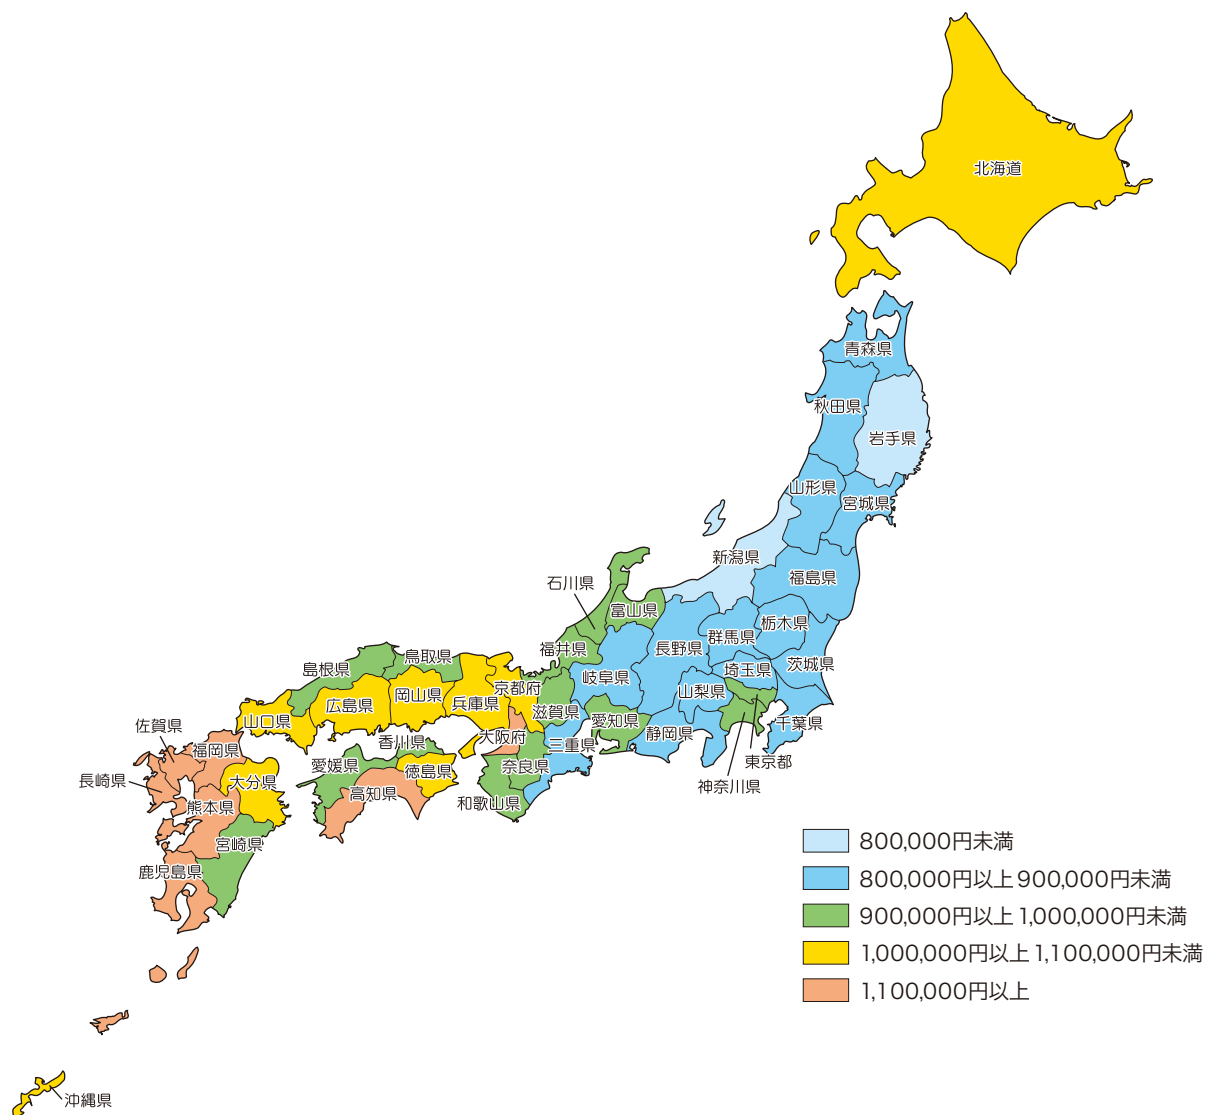 北海道
青森県
秋田県
岩手県
山形県
宮城県
新潟県
福島県
石川県
富山県
栃木県
群馬県
福井県
長野県
茨城県
島根県
鳥取県
岐阜県
埼玉県
京都府
岡山県
山梨県
広島県
兵庫県
滋賀県
山口県
愛知県
千葉県
佐賀県
静岡県
大阪府
香川県
三重県
福岡県
東京都
愛媛県
奈良県
徳島県
長崎県
大分県
神奈川県
高知県
和歌山県
熊本県
宮崎県
鹿児島県
沖縄県
800,000円未満
800,000円以上 900,000円未満
900,000円以上 1,000,000円未満
1,000,000円以上 1,100,000円未満
1,100,000円以上